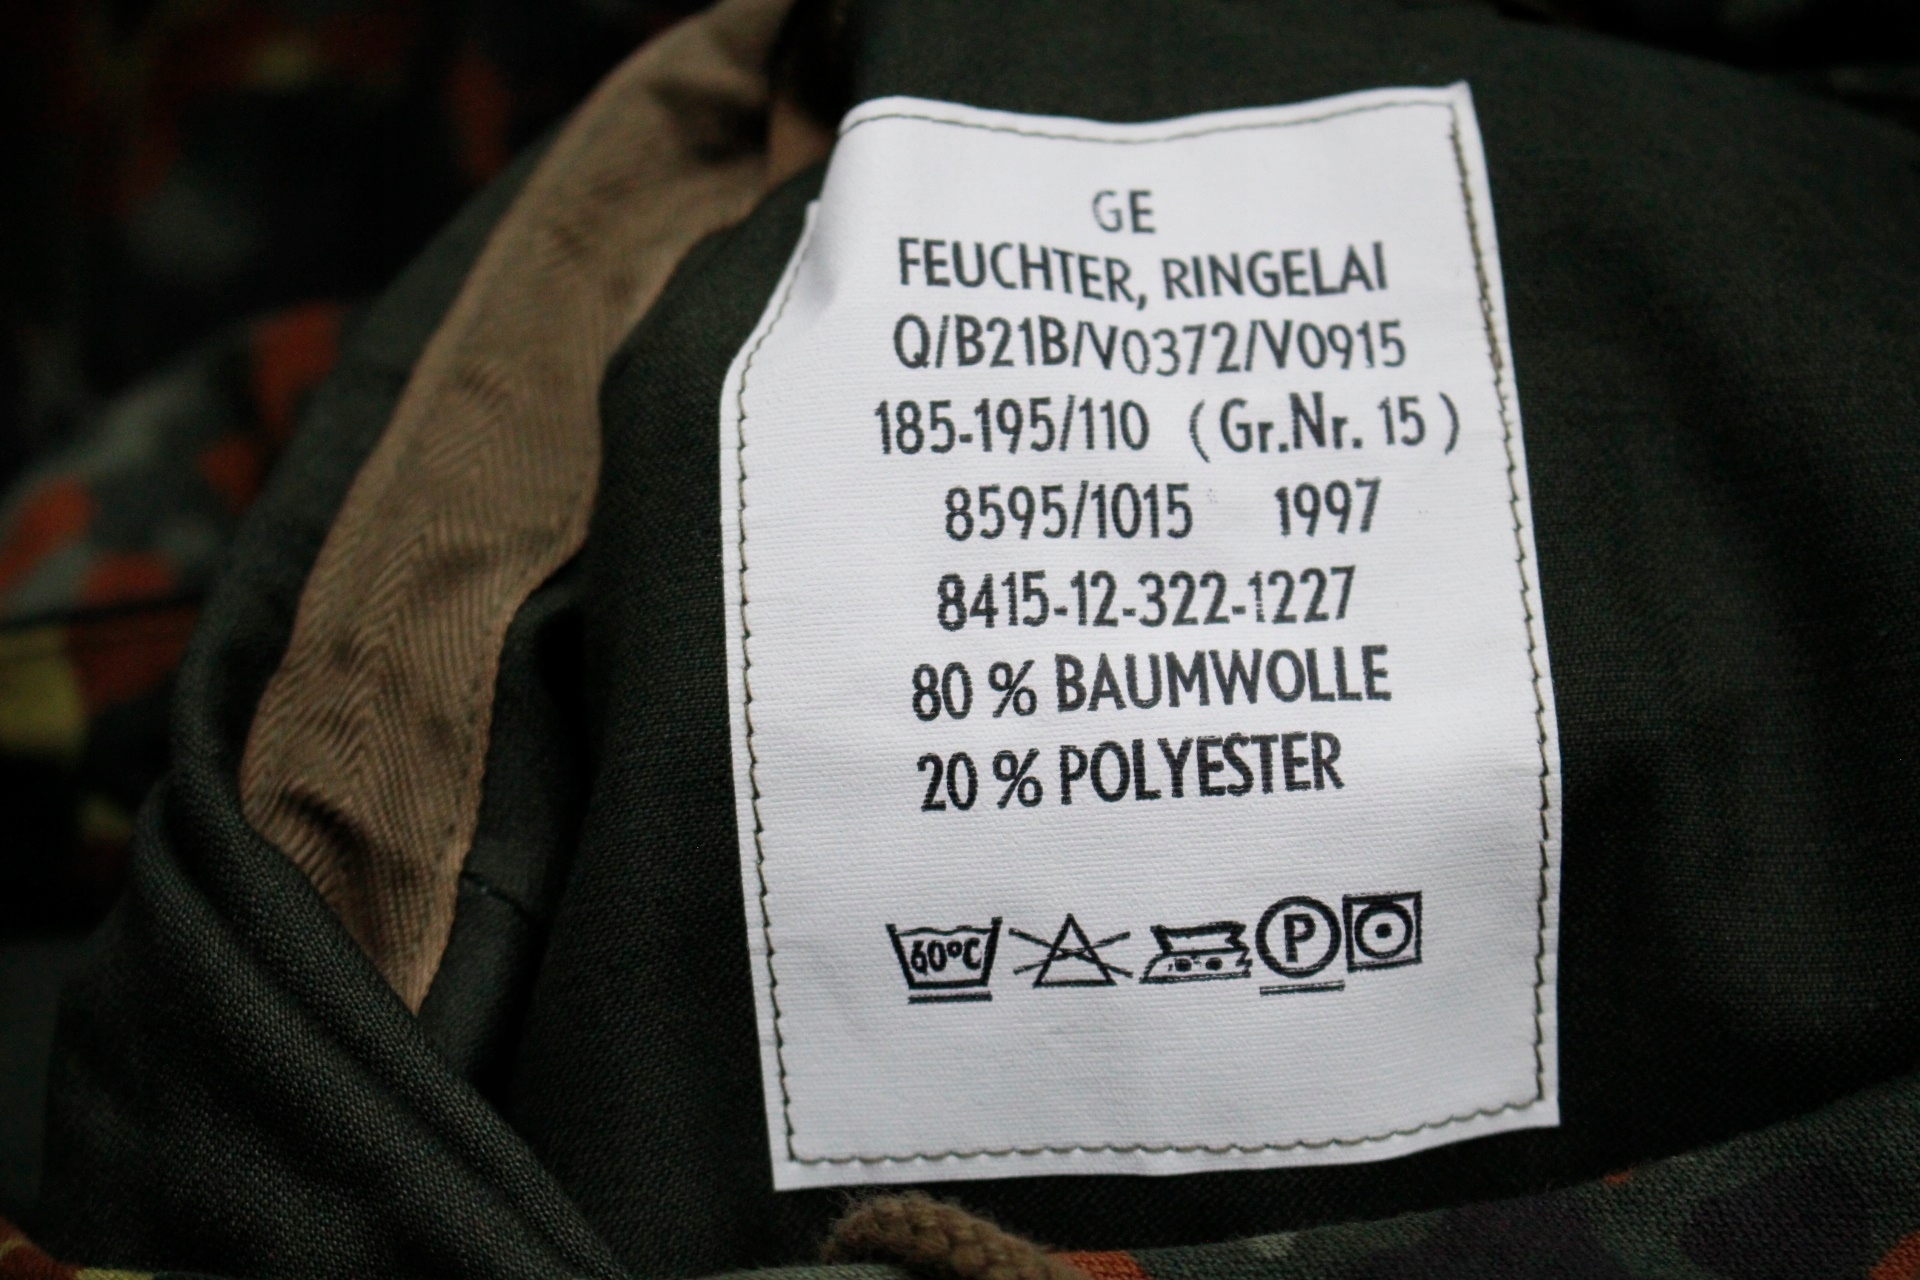 GE
FEUCHTER, RINGELAI
Q/B21B/V0372/V0915
185-195/110 (Gr.Nr. 15)
8595/1015 1997
8415-12-322-1227
80 % BAUMWOLLE
20 % POLYESTER
60°C P